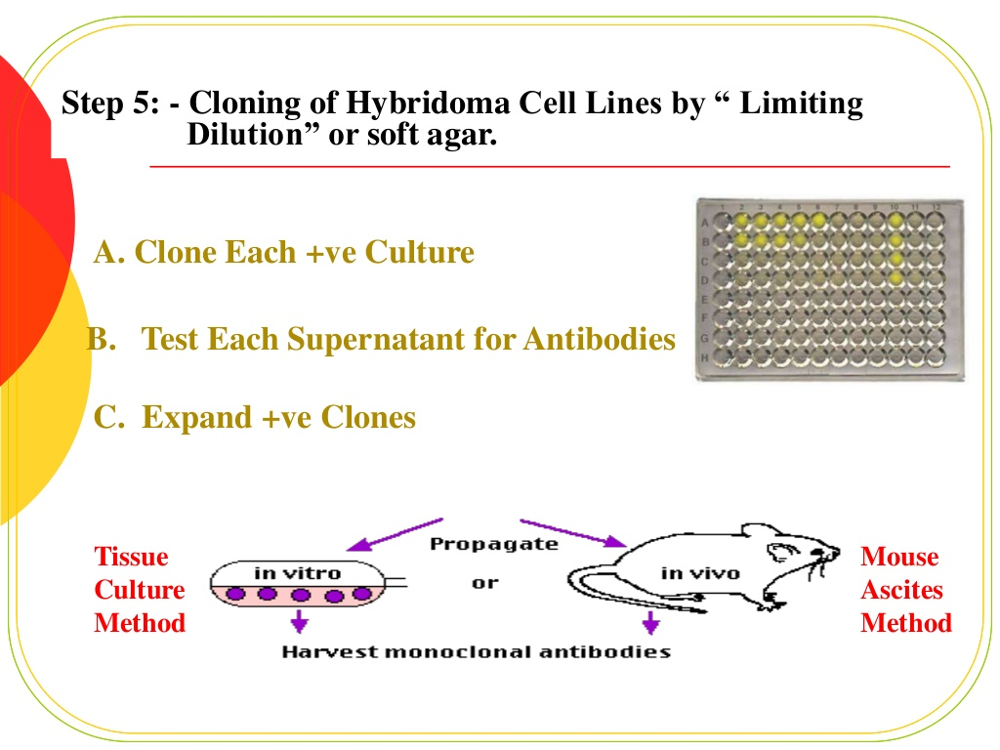 Step 5: - Cloning of Hybridoma Cell Lines by “ Limiting
Dilution” or soft agar.
A. Clone Each +ve Culture
B. Test Each Supernatant for Antibodies
C. Expand +ve Clones
1 2 3 4 5 6 7 8 9 10 11 12
A
B
C
D
E
F
G
H
Propagate
or
in vitro
in vivo
Tissue
Culture
Method
Mouse
Ascites
Method
Harvest monoclonal antibodies